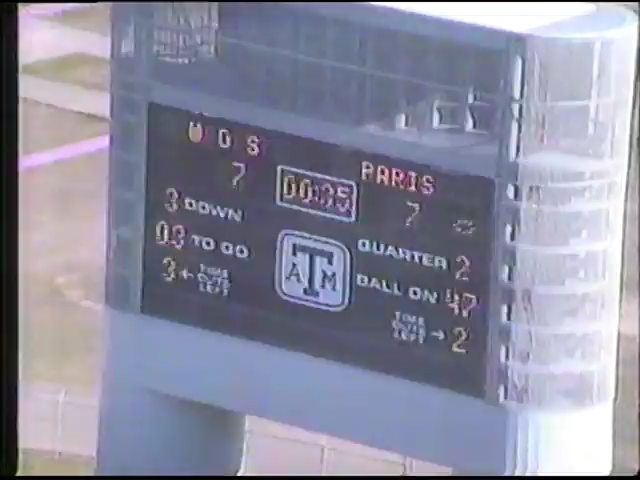 W O S
7
00:35
PARIS
7
3 DOWN
03 TO GO
3 ← TIME OUTS LEFT
ATM
QUARTER 2
BALL ON 47
TIME OUTS LEFT → 2